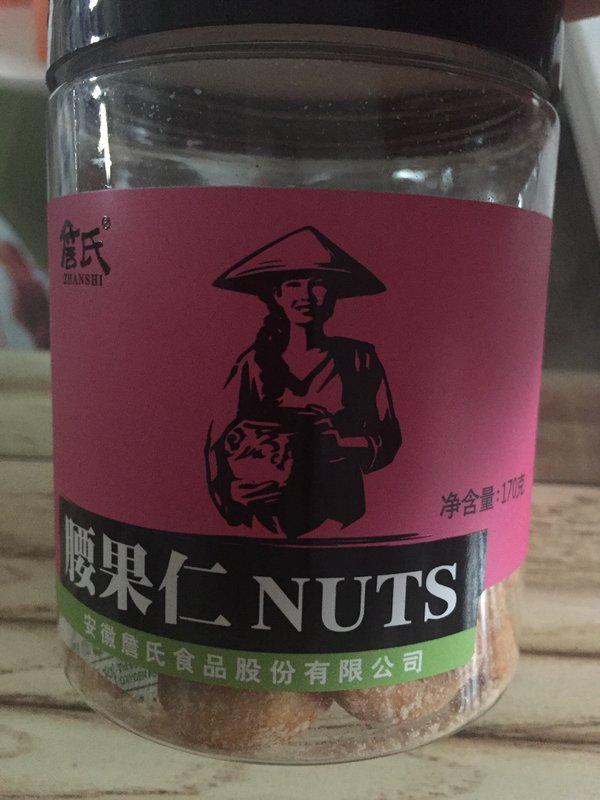 詹氏®
ZHANSHI
净含量:170克
腰果仁 NUTS
安徽詹氏食品股份有限公司